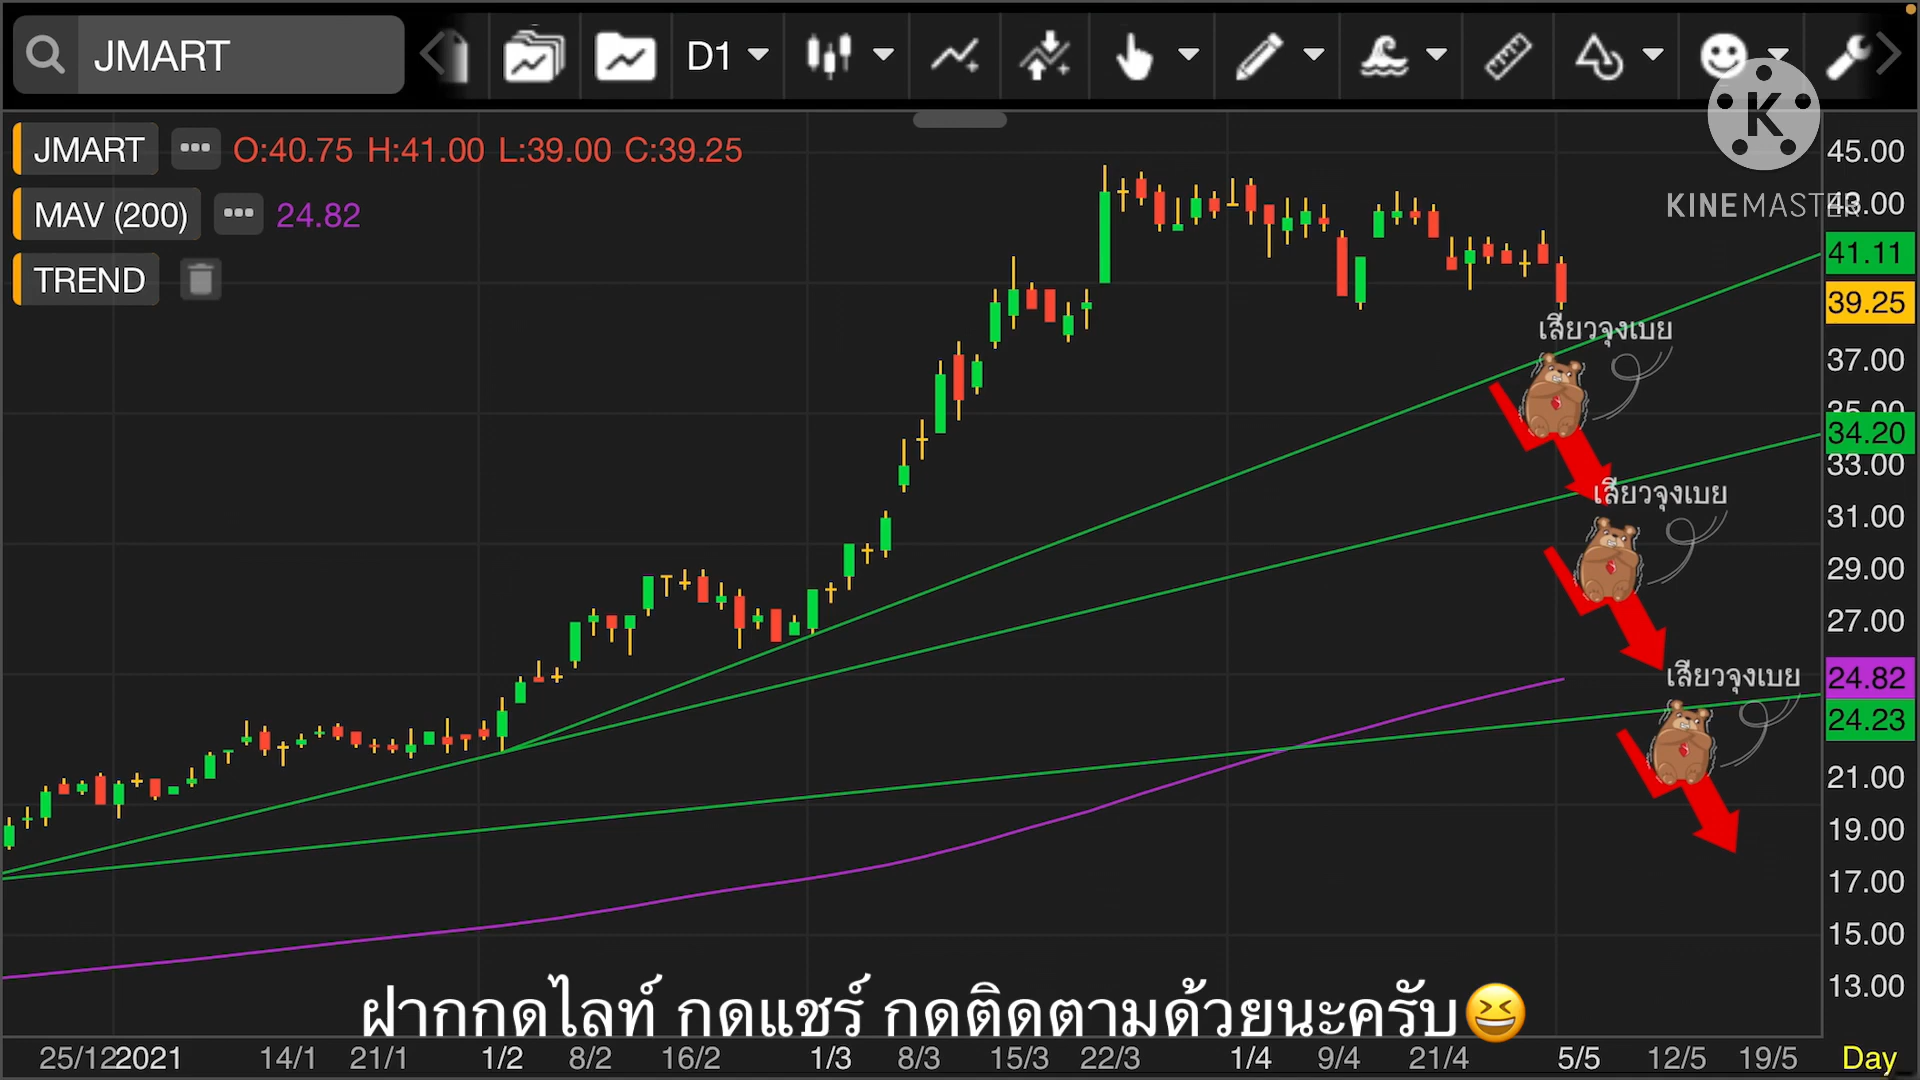 JMART
D1
JMART ••• O:40.75 H:41.00 L:39.00 C:39.25
MAV (200) ••• 24.82
TREND
K
KINEMASTER
45.00
43.00
41.11
39.25
37.00
35.00
34.20
33.00
31.00
29.00
27.00
24.82
24.23
21.00
19.00
17.00
15.00
13.00
เสียวจุงเบย
เสียวจุงเบย
เสียวจุงเบย
ฝากกดไลท์ กดแชร์ กดติดตามด้วยนะครับ😆
25/12 2021 14/1 21/1 1/2 8/2 16/2 1/3 8/3 15/3 22/3 1/4 9/4 21/4 5/5 12/5 19/5 Day